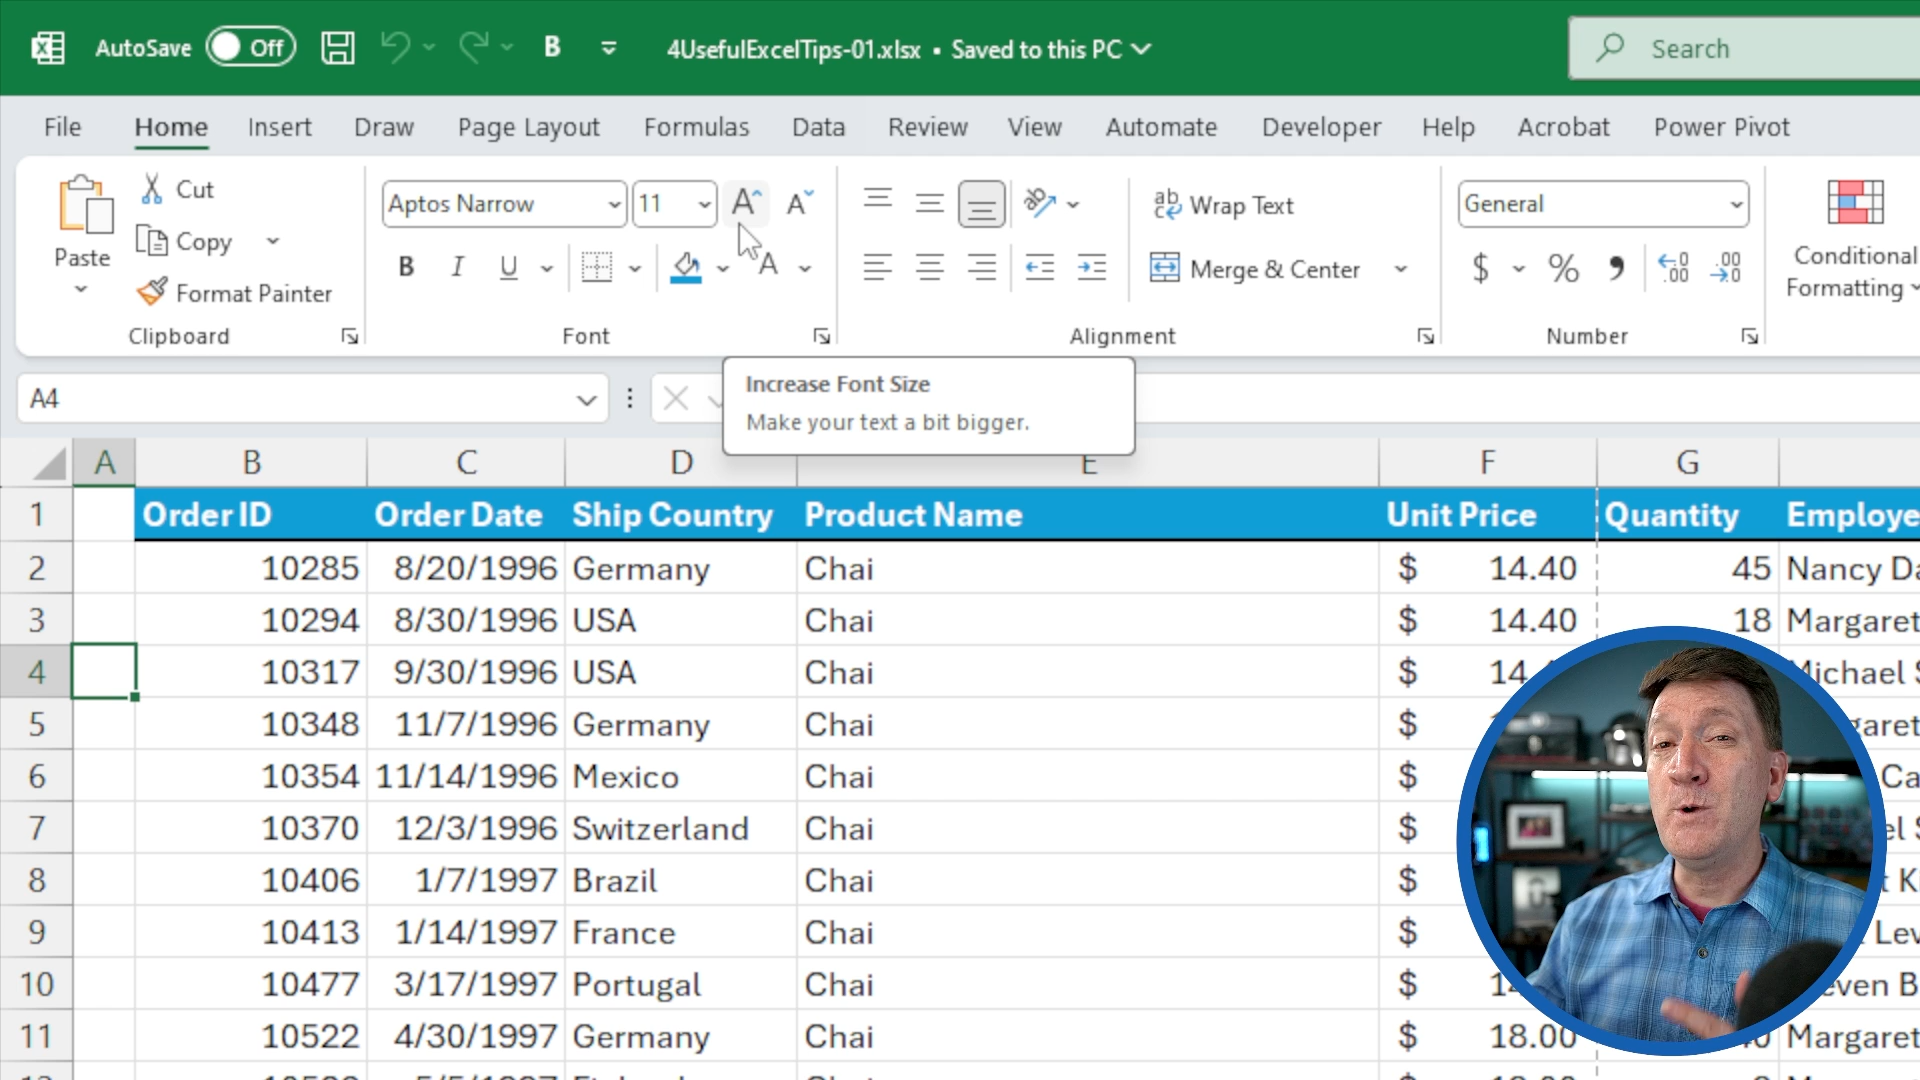 AutoSave Off B 4UsefulExcelTips-01.xlsx • Saved to this PC Search
File Home Insert Draw Page Layout Formulas Data Review View Automate Developer Help Acrobat Power Pivot
Paste
Cut
Copy
Format Painter
Clipboard
Aptos Narrow 11
B I U
Font
Wrap Text
Merge & Center
Alignment
General
$ % 
Number
Conditional
Formatting
A4
Increase Font Size
Make your text a bit bigger.
A B C D E F G
1 Order ID Order Date Ship Country Product Name Unit Price Quantity Employe
2 10285 8/20/1996 Germany Chai $ 14.40 45 Nancy Da
3 10294 8/30/1996 USA Chai $ 14.40 18 Margaret
4 10317 9/30/1996 USA Chai $ 14.
5 10348 11/7/1996 Germany Chai $
6 10354 11/14/1996 Mexico Chai $
7 10370 12/3/1996 Switzerland Chai $
8 10406 1/7/1997 Brazil Chai $
9 10413 1/14/1997 France Chai $
10 10477 3/17/1997 Portugal Chai $
11 10522 4/30/1997 Germany Chai $ 18.00 Margaret